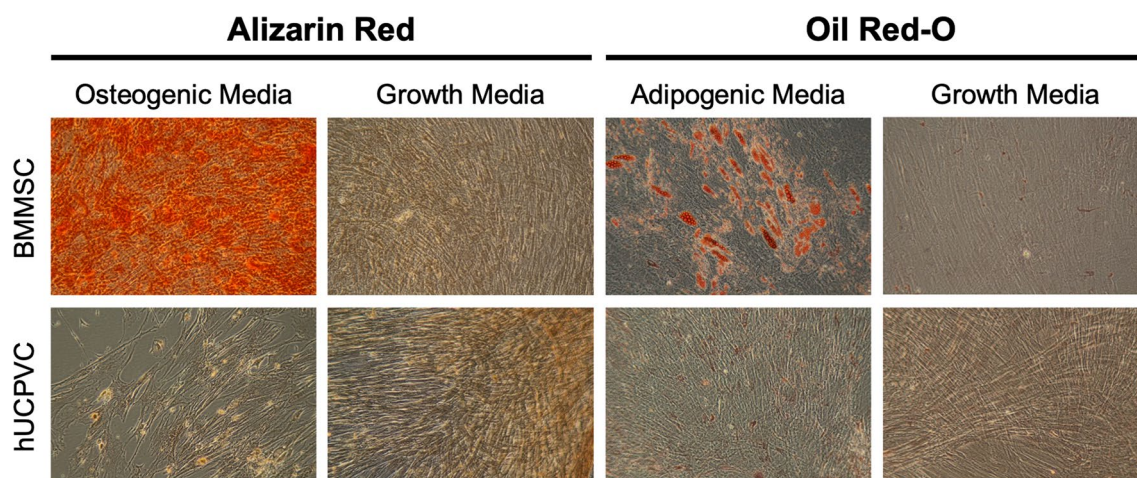 Alizarin Red
Oil Red-O
Osteogenic Media
Growth Media
Adipogenic Media
Growth Media
BMMSC
hUCPVC